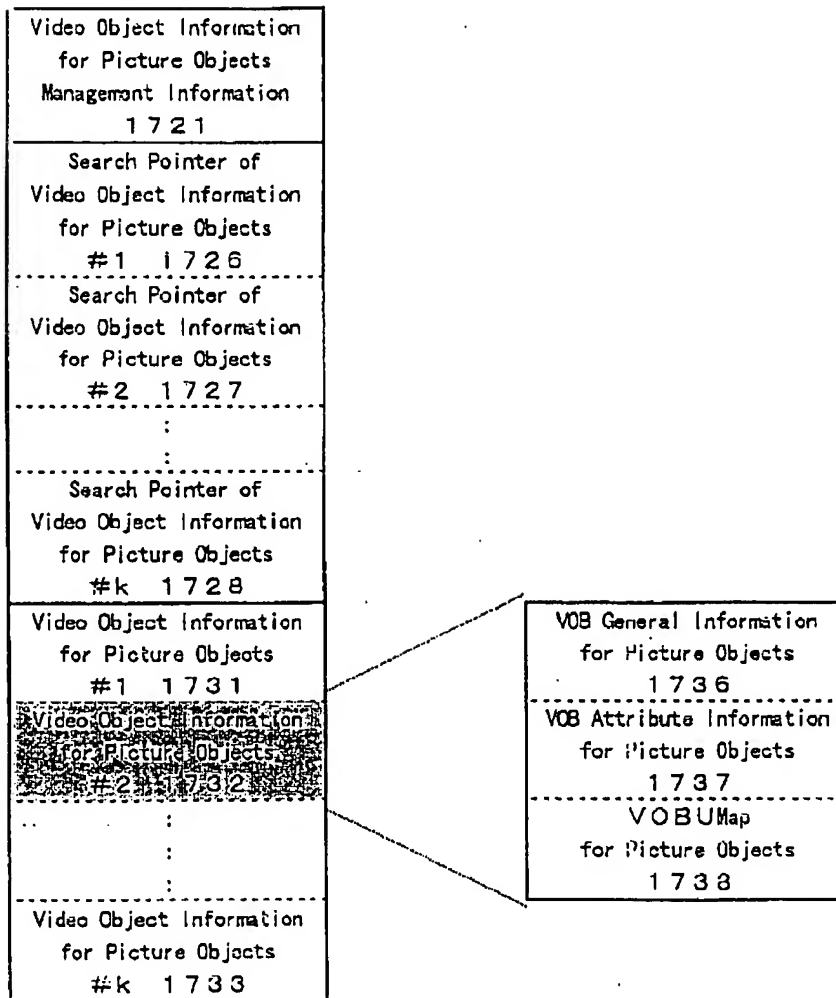 Video Object Information
for Picture Objects
Management Information
1721
Search Pointer of
Video Object Information
for Picture Objects
#1 1726
Search Pointer of
Video Object Information
for Picture Objects
#2 1727
:
:
Search Pointer of
Video Object Information
for Picture Objects
#k 1728
Video Object Information
for Picture Objects
#1 1731
Video Object Information
for Picture Objects
#2 1732
:
:
:
Video Object Information
for Picture Objects
#k 1733
VOB General Information
for Picture Objects
1736
VOB Attribute Information
for Picture Objects
1737
VOBUMap
for Picture Objects
1738